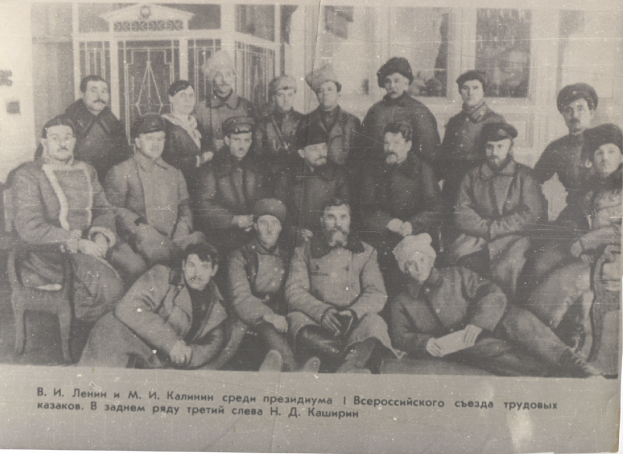 В. И. Ленин и М. И. Калинин среди президиума I Всероссийского съезда трудовых
казаков. В заднем ряду третий слева Н. Д. Каширин